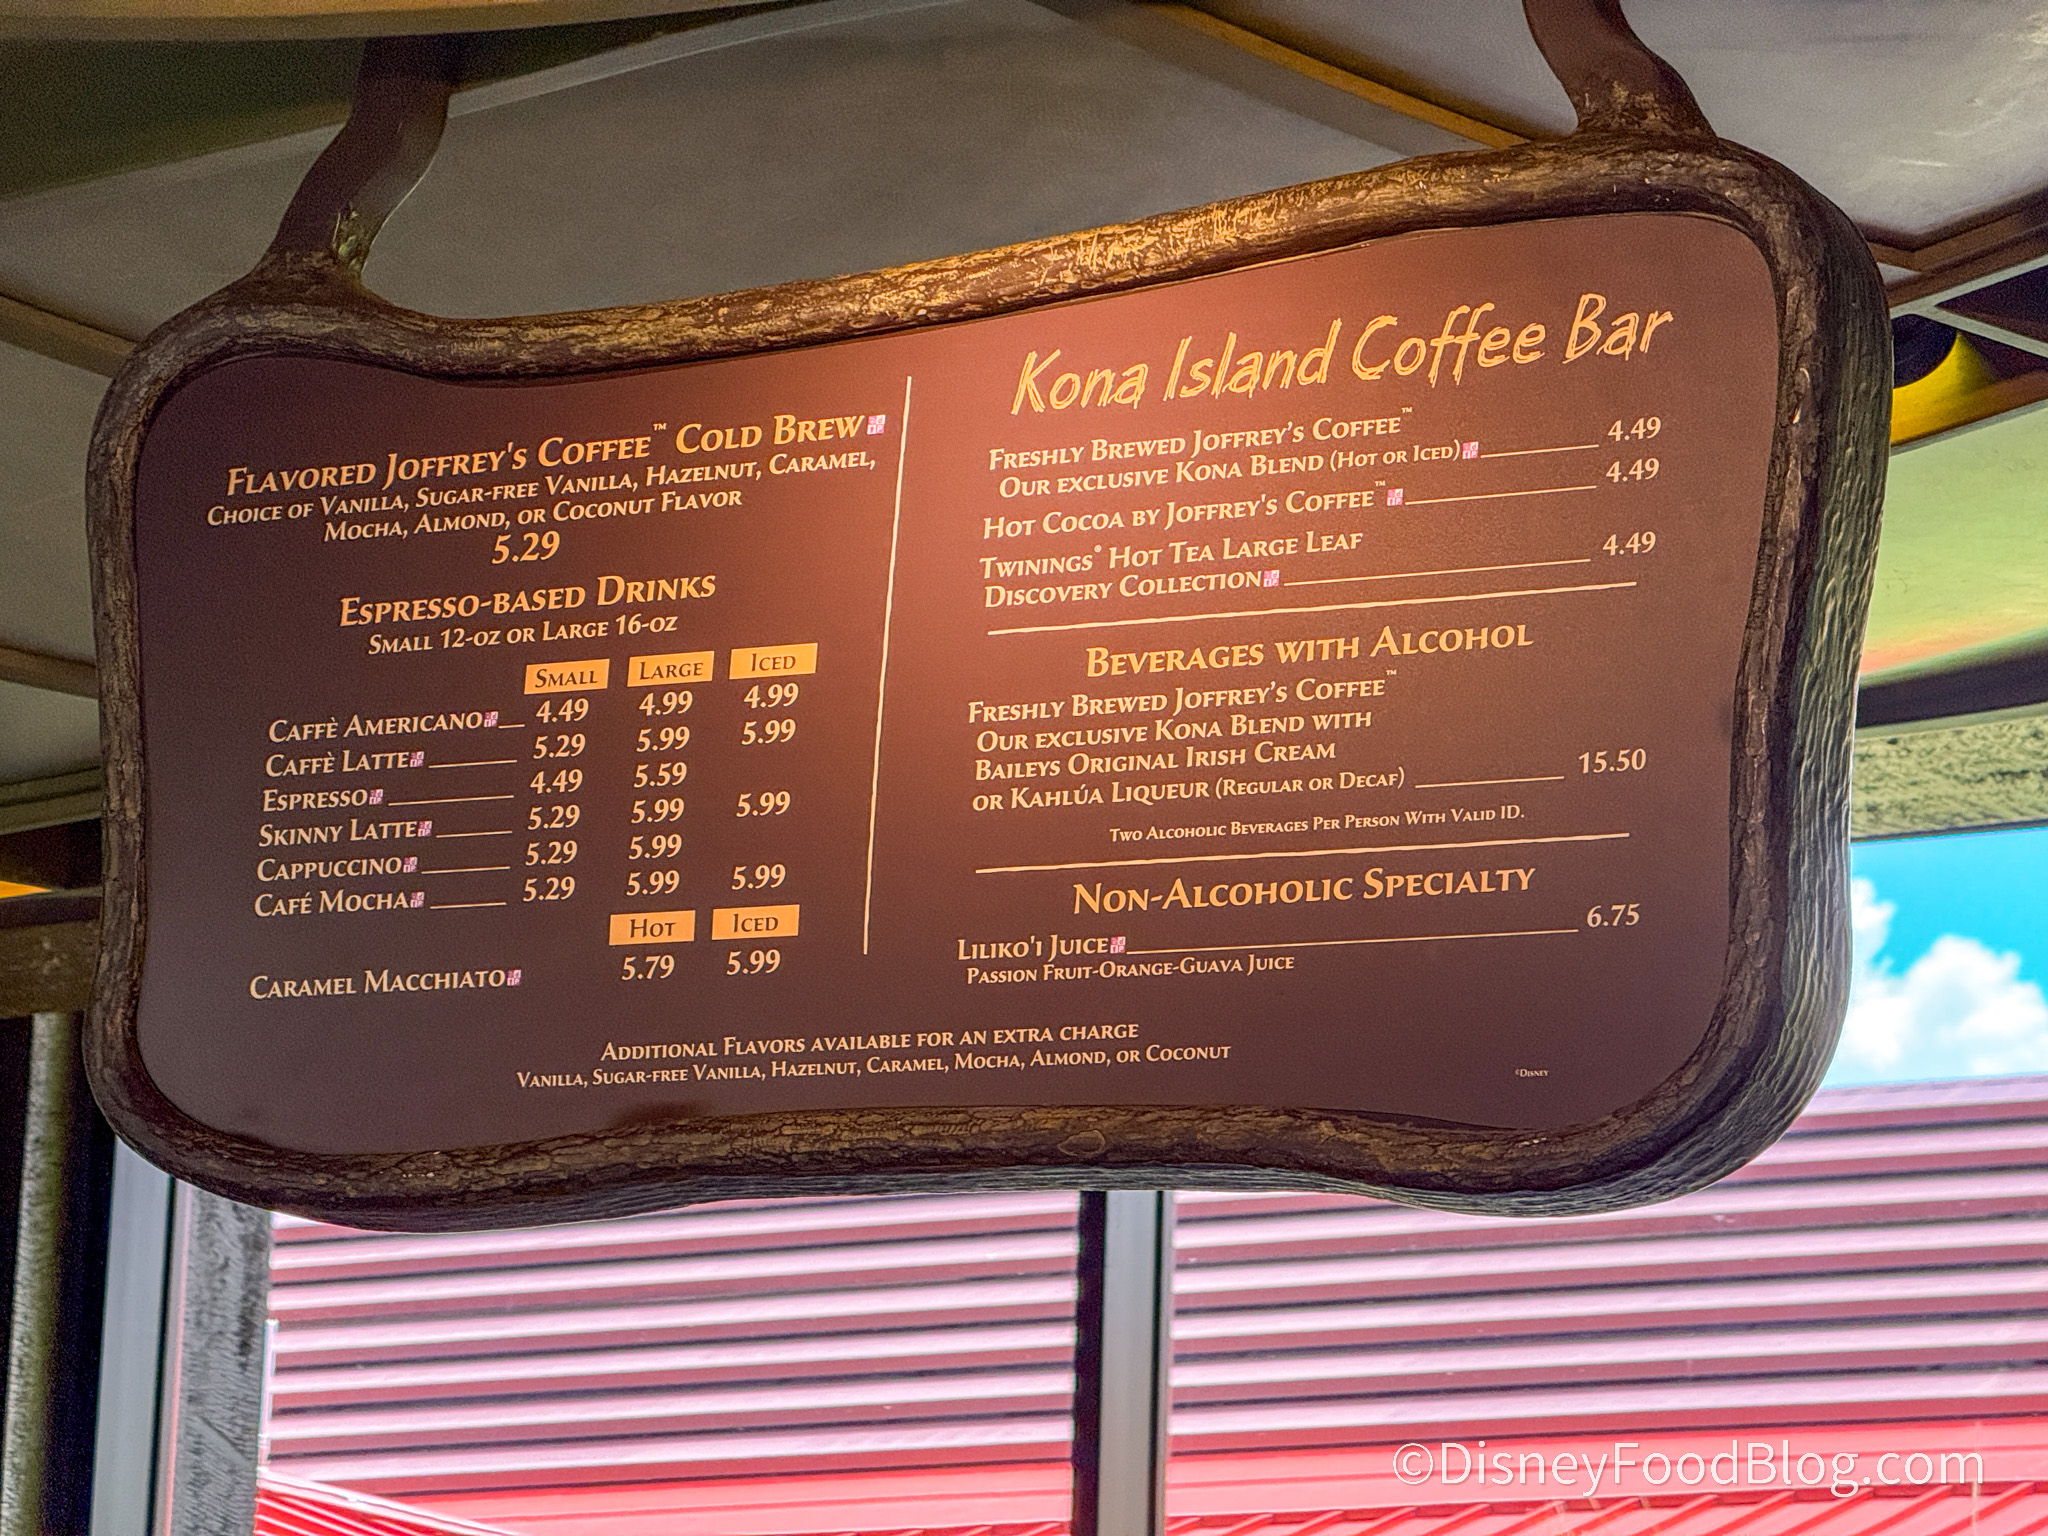 Flavored Joffrey's Coffee™ Cold Brew
Choice of Vanilla, Sugar-free Vanilla, Hazelnut, Caramel,
Mocha, Almond, or Coconut Flavor
5.29
Espresso-based Drinks
Small 12-oz or Large 16-oz
Small Large Iced
Caffè Americano 4.49 4.99 4.99
Caffè Latte 5.29 5.99 5.99
Espresso 4.49 5.59
Skinny Latte 5.29 5.99 5.99
Cappuccino 5.29 5.99
Café Mocha 5.29 5.99 5.99
Hot Iced
Caramel Macchiato 5.79 5.99
Kona Island Coffee Bar
Freshly Brewed Joffrey's Coffee™
Our exclusive Kona Blend (Hot or Iced) 4.49
Hot Cocoa by Joffrey's Coffee™ 4.49
Twinings® Hot Tea Large Leaf
Discovery Collection 4.49
Beverages with Alcohol
Freshly Brewed Joffrey's Coffee™
Our exclusive Kona Blend with
Baileys Original Irish Cream
or Kahlúa Liqueur (Regular or Decaf) 15.50
Two Alcoholic Beverages Per Person With Valid ID.
Non-Alcoholic Specialty
Liliko'i Juice 6.75
Passion Fruit-Orange-Guava Juice
Additional Flavors available for an extra charge
Vanilla, Sugar-free Vanilla, Hazelnut, Caramel, Mocha, Almond, or Coconut
©Disney
©DisneyFoodBlog.com